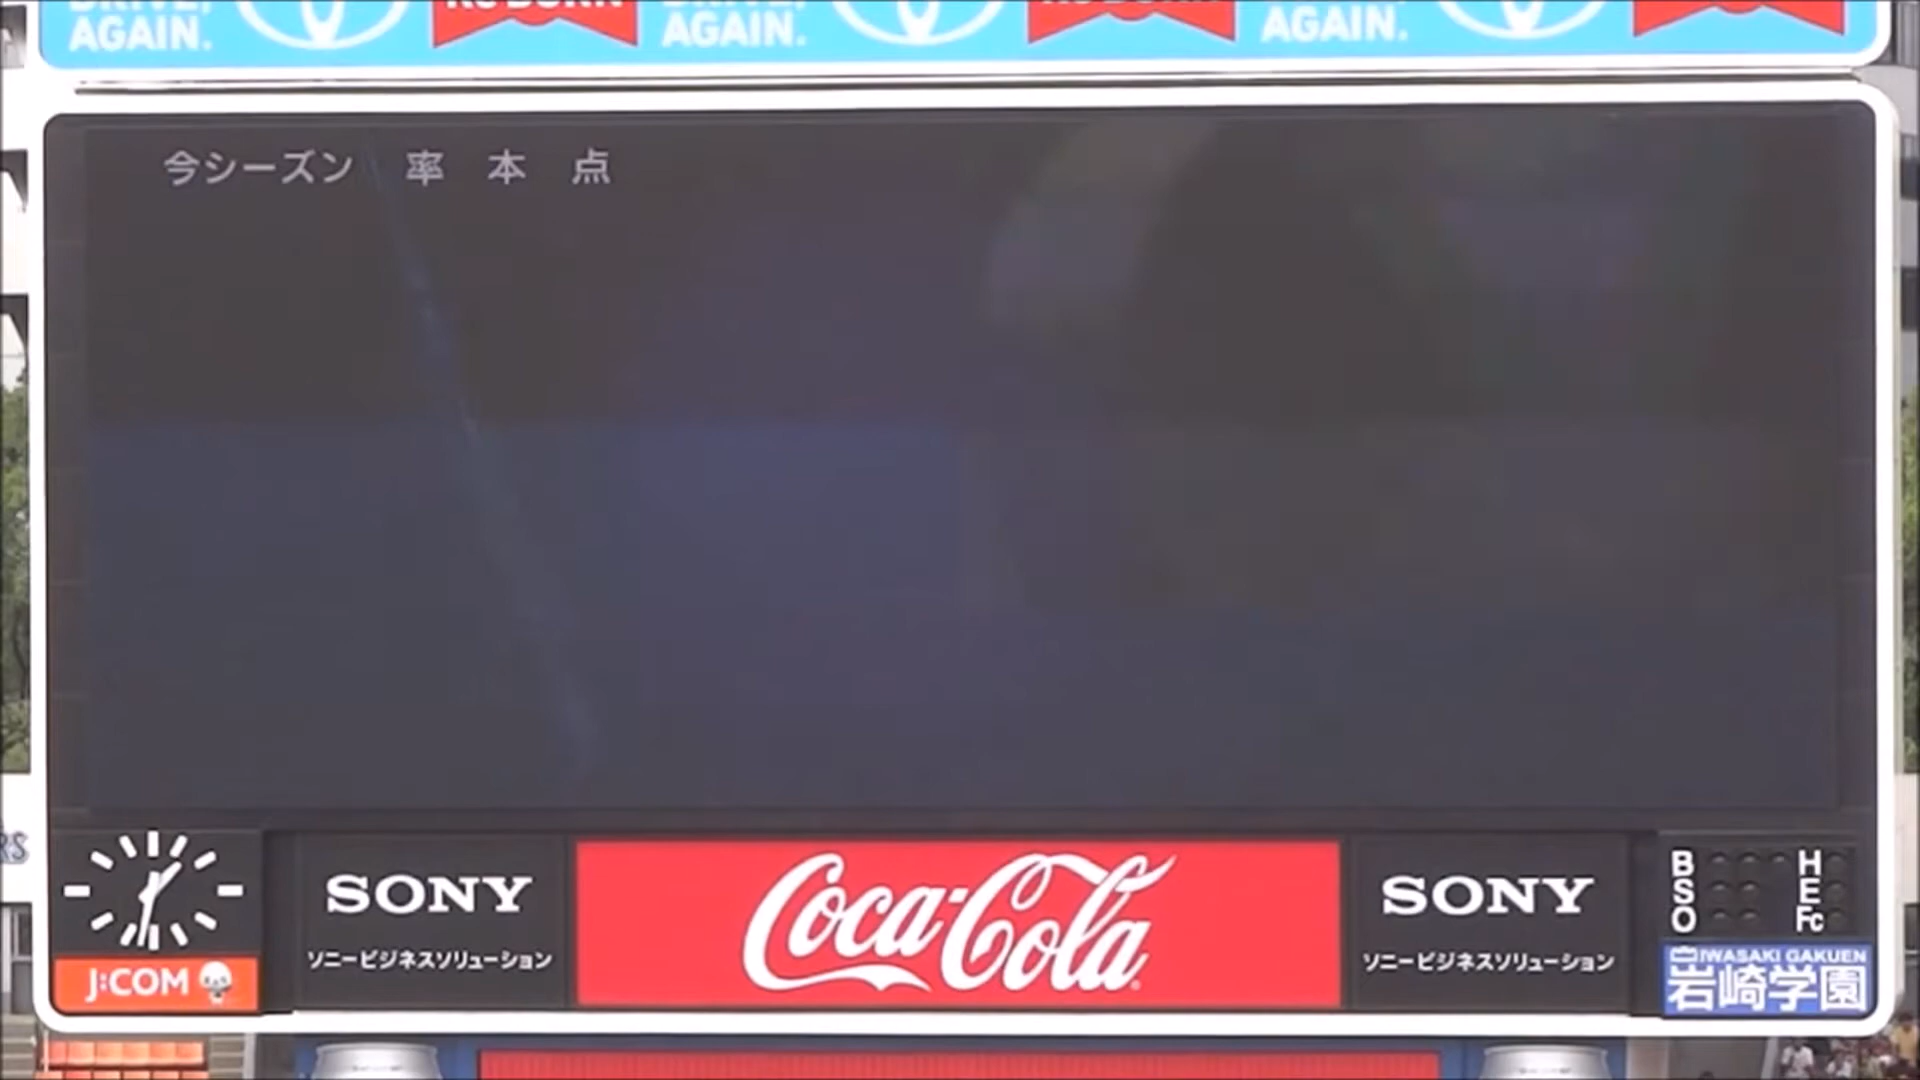 AGAIN.
AGAIN.
AGAIN.
今シーズン 率 本 点
SONY
ソニービジネスソリューション
Coca-Cola
SONY
ソニービジネスソリューション
B H
S E
O Fc
J:COM
IWASAKI GAKUEN
岩崎学園